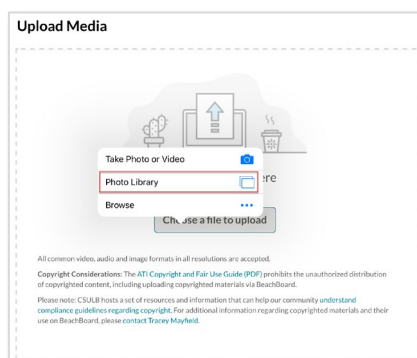 Upload Media
Take Photo or Video
Photo Library
ere
Browse
Choose a file to upload
All common video, audio and image formats in all resolutions are accepted.
Copyright Considerations: The ATI Copyright and Fair Use Guide (PDF) prohibits the unauthorized distribution
of copyrighted content, including uploading copyrighted materials via BeachBoard.
Please note: CSULB hosts a set of resources and information that can help our community understand
compliance guidelines regarding copyright. For additional information regarding copyrighted materials and their
use on BeachBoard, please contact Tracey Mayfield.